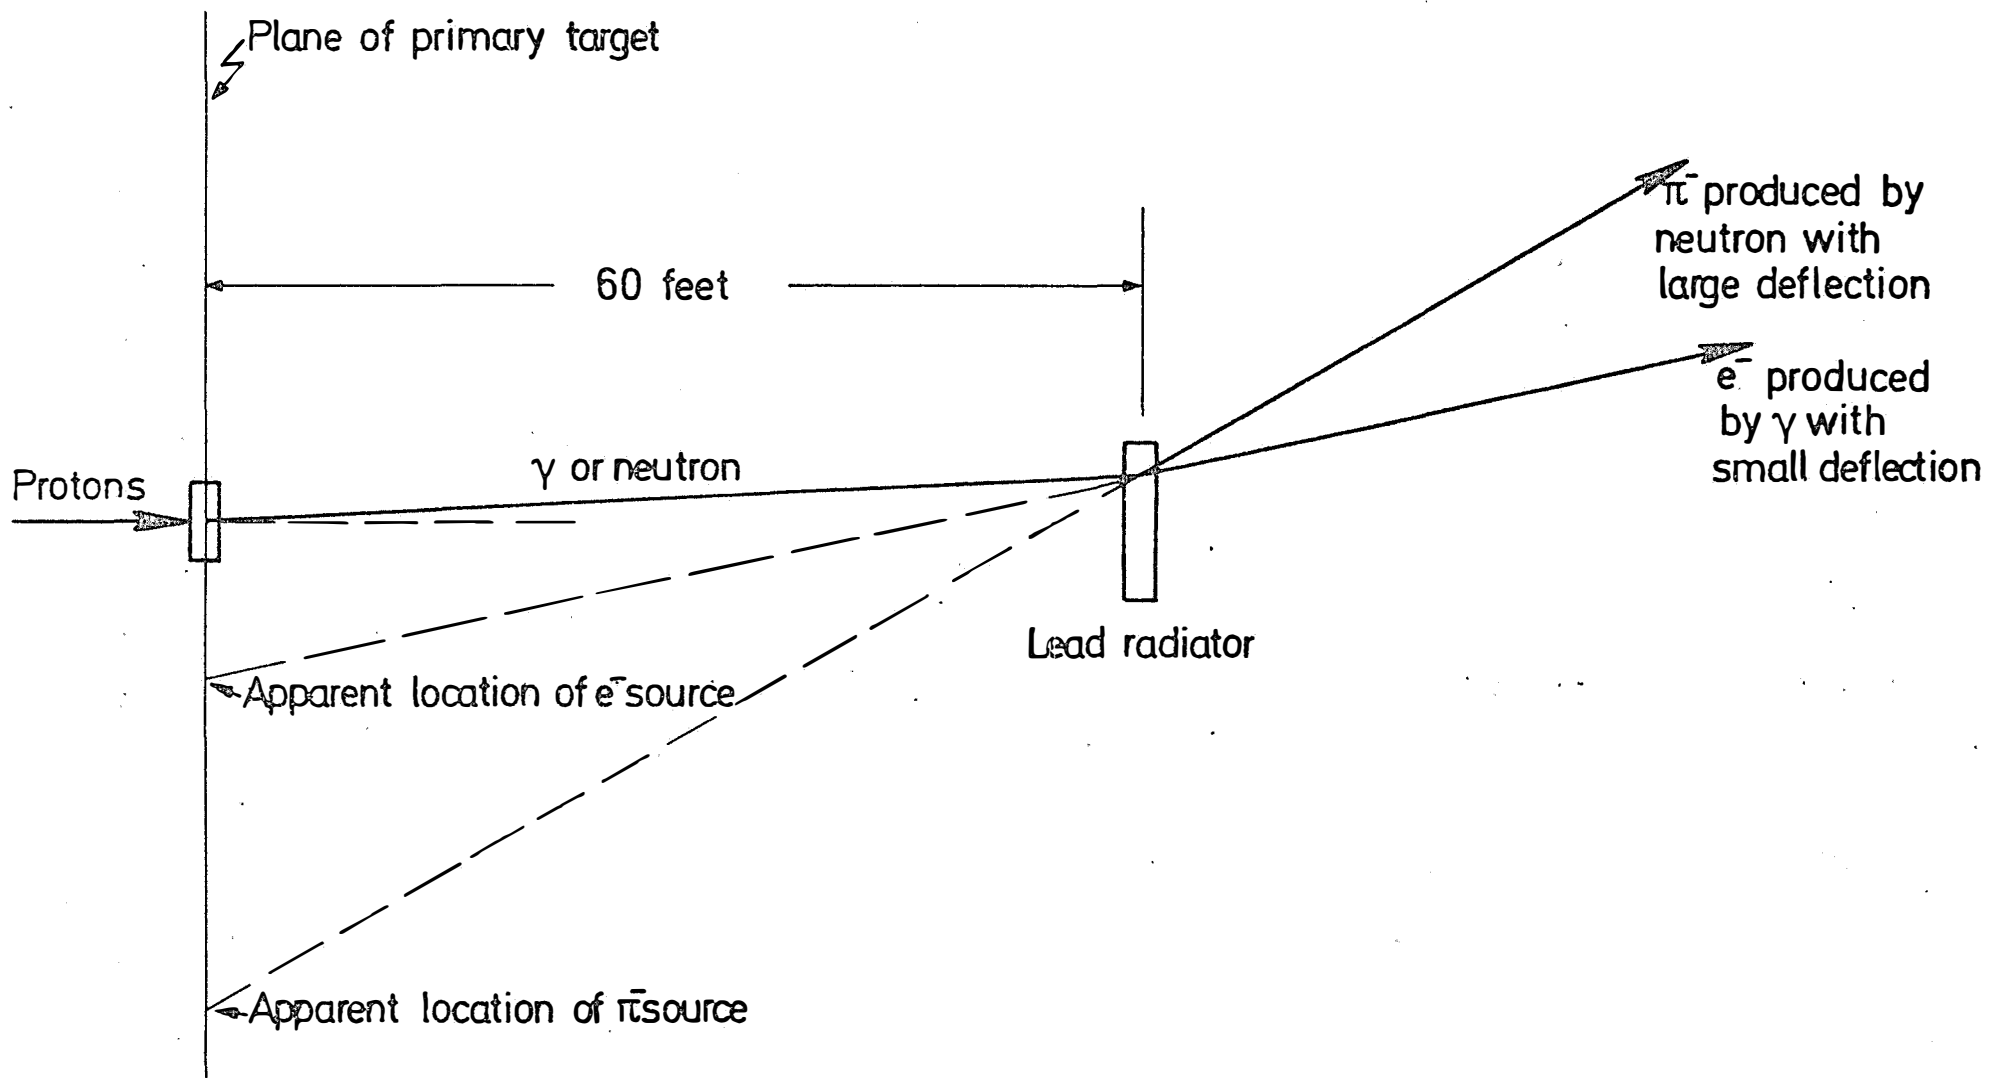 Plane of primary target
60 feet
π⁻ produced by
neutron with
large deflection
e⁻ produced
by γ with
small deflection
γ or neutron
Protons
Lead radiator
Apparent location of e⁻ source
Apparent location of π⁻ source